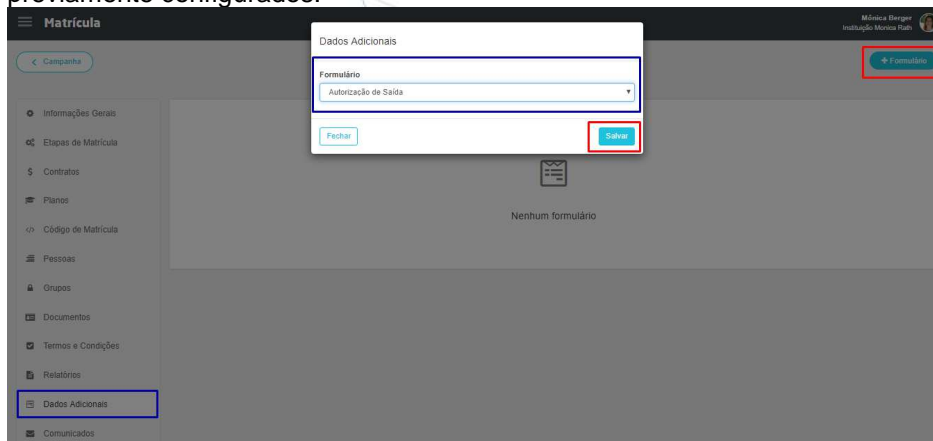 previamente configurados.
Matrícula
Mônica Berger
Instituição Monica Rath
Campanha
+ Formulário
Dados Adicionais
Formulário
Autorização de Saída
Fechar
Salvar
Informações Gerais
Etapas de Matrícula
Contratos
Planos
Código de Matrícula
Pessoas
Grupos
Documentos
Termos e Condições
Relatórios
Dados Adicionais
Comunicados
Nenhum formulário